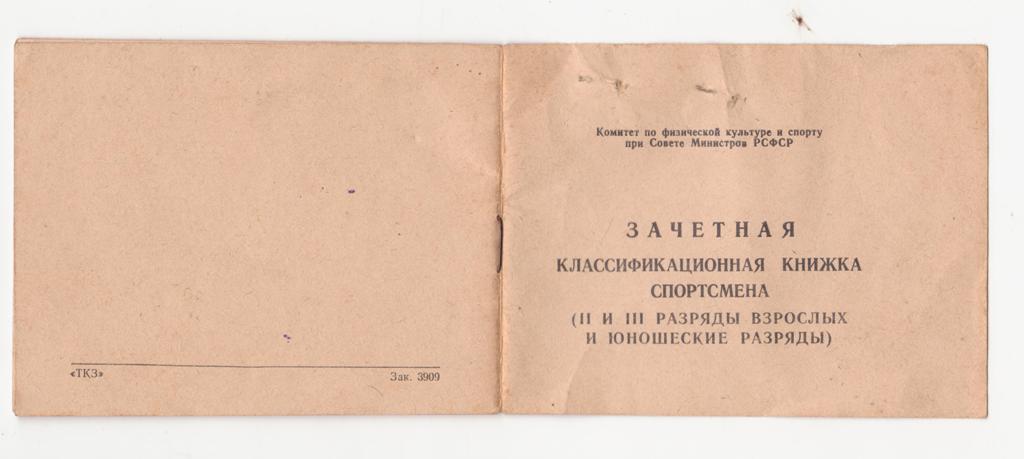 «ТКЗ»
Зак. 3909
Комитет по физической культуре и спорту
при Совете Министров РСФСР
ЗАЧЕТНАЯ
КЛАССИФИКАЦИОННАЯ КНИЖКА
СПОРТСМЕНА
(II И III РАЗРЯДЫ ВЗРОСЛЫХ
И ЮНОШЕСКИЕ РАЗРЯДЫ)